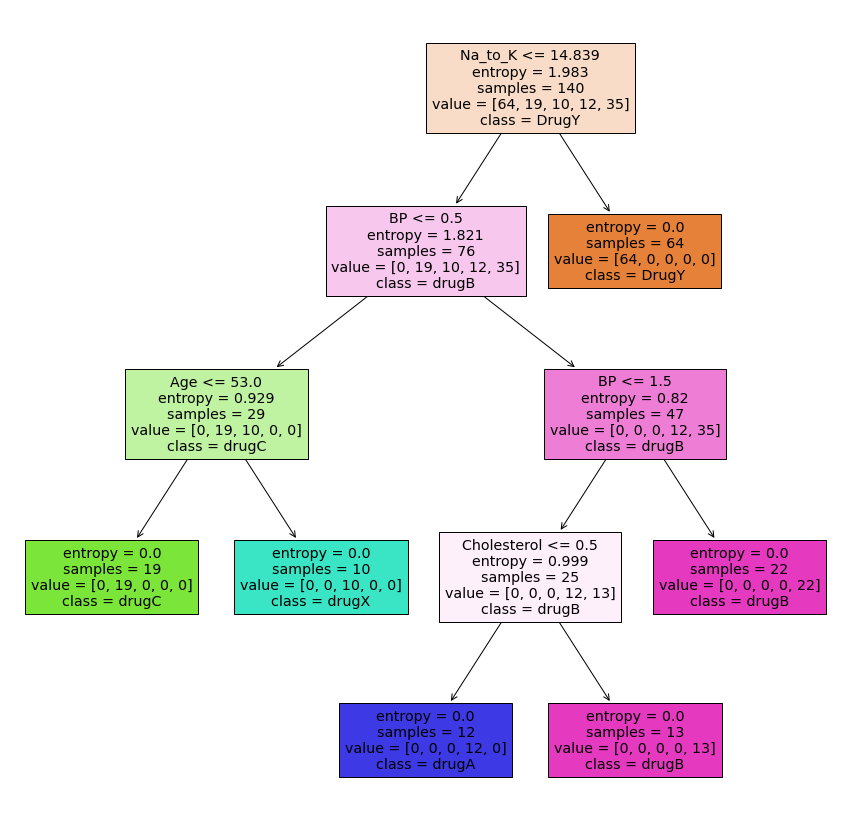 Na_to_K <= 14.839
entropy = 1.983
samples = 140
value = [64, 19, 10, 12, 35]
class = DrugY
BP <= 0.5
entropy = 1.821
samples = 76
value = [0, 19, 10, 12, 35]
class = drugB
entropy = 0.0
samples = 64
value = [64, 0, 0, 0, 0]
class = DrugY
Age <= 53.0
entropy = 0.929
samples = 29
value = [0, 19, 10, 0, 0]
class = drugC
BP <= 1.5
entropy = 0.82
samples = 47
value = [0, 0, 0, 12, 35]
class = drugB
entropy = 0.0
samples = 19
value = [0, 19, 0, 0, 0]
class = drugC
entropy = 0.0
samples = 10
value = [0, 0, 10, 0, 0]
class = drugX
Cholesterol <= 0.5
entropy = 0.999
samples = 25
value = [0, 0, 0, 12, 13]
class = drugB
entropy = 0.0
samples = 22
value = [0, 0, 0, 0, 22]
class = drugB
entropy = 0.0
samples = 12
value = [0, 0, 0, 12, 0]
class = drugA
entropy = 0.0
samples = 13
value = [0, 0, 0, 0, 13]
class = drugB